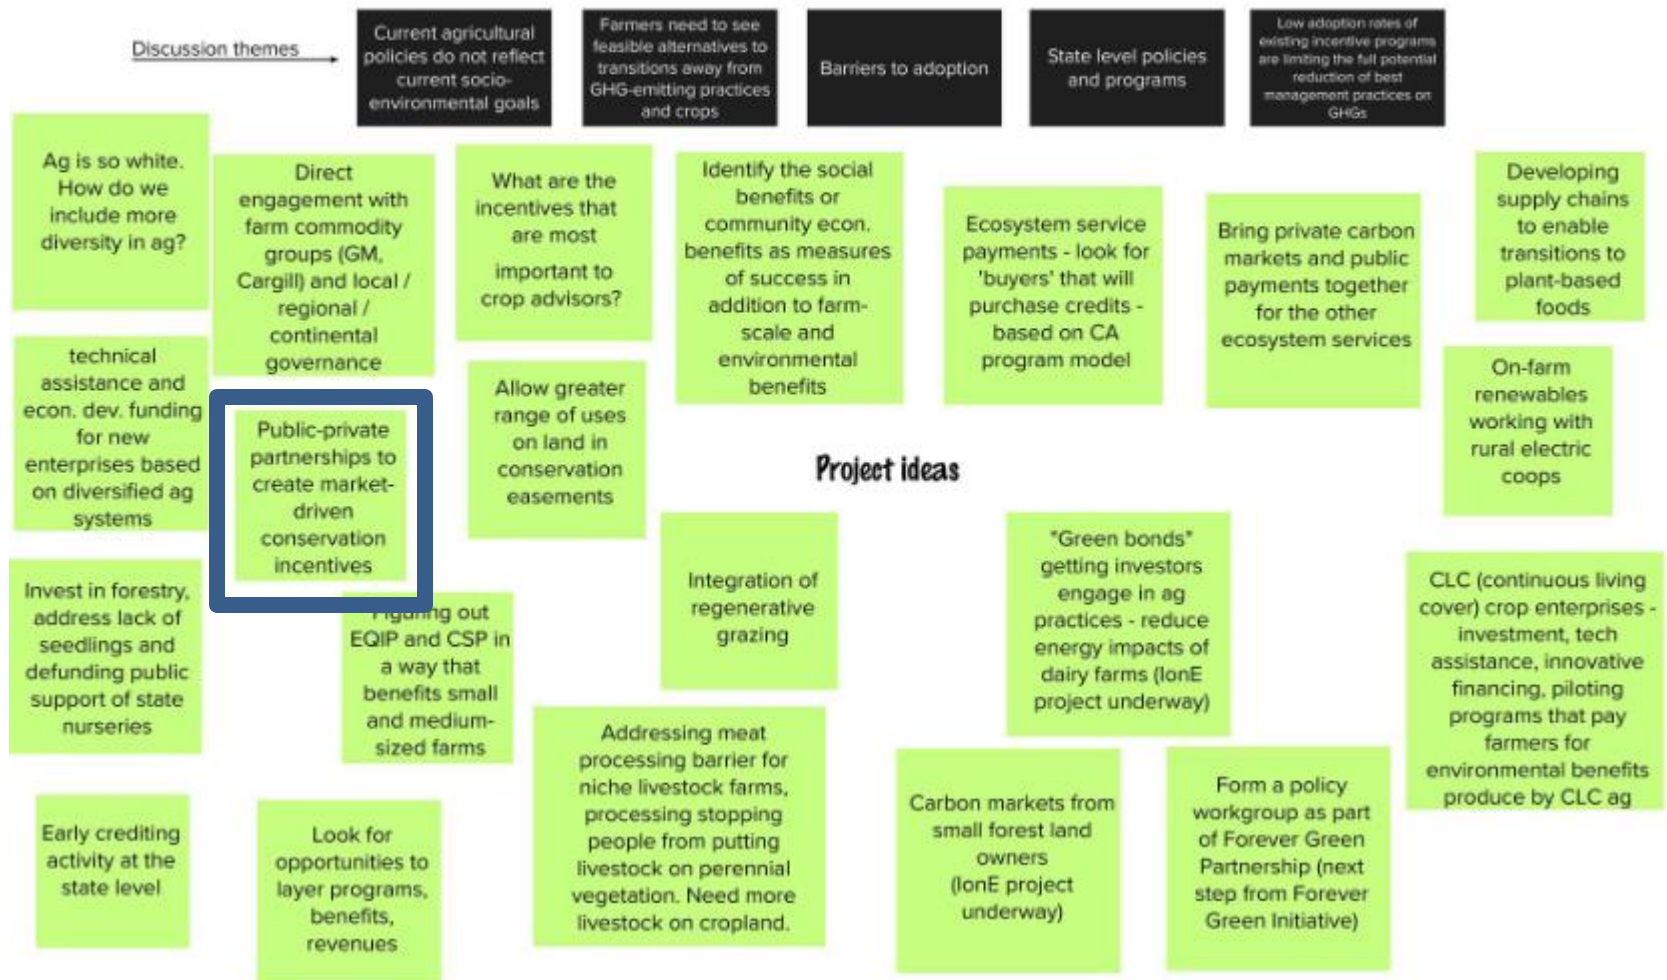 Discussion themes
Current agricultural
policies do not reflect
current socio-
environmental goals
Farmers need to see
feasible alternatives to
transitions away from
GHG-emitting practices
and crops
Barriers to adoption
State level policies
and programs
Low adoption rates of
existing incentive programs
are limiting the full potential
reduction of best
management practices on
GHGs
Ag is so white.
How do we
include more
diversity in ag?
Direct
engagement with
farm commodity
groups (GM,
Cargill) and local /
regional /
continental
governance
What are the
incentives that
are most
important to
crop advisors?
Identify the social
benefits or
community econ.
benefits as measures
of success in
addition to farm-
scale and
environmental
benefits
Ecosystem service
payments - look for
'buyers' that will
purchase credits -
based on CA
program model
Bring private carbon
markets and public
payments together
for the other
ecosystem services
Developing
supply chains
to enable
transitions to
plant-based
foods
technical
assistance and
econ. dev. funding
for new
enterprises based
on diversified ag
systems
Public-private
partnerships to
create market-
driven
conservation
incentives
Allow greater
range of uses
on land in
conservation
easements
Project ideas
On-farm
renewables
working with
rural electric
coops
Invest in forestry,
address lack of
seedlings and
defunding public
support of state
nurseries
Figuring out
EQIP and CSP in
a way that
benefits small
and medium-
sized farms
Integration of
regenerative
grazing
"Green bonds"
getting investors
engage in ag
practices - reduce
energy impacts of
dairy farms (IonE
project underway)
CLC (continuous living
cover) crop enterprises -
investment, tech
assistance, innovative
financing, piloting
programs that pay
farmers for
environmental benefits
produce by CLC ag
Early crediting
activity at the
state level
Look for
opportunities to
layer programs,
benefits,
revenues
Addressing meat
processing barrier for
niche livestock farms,
processing stopping
people from putting
livestock on perennial
vegetation. Need more
livestock on cropland.
Carbon markets from
small forest land
owners
(IonE project
underway)
Form a policy
workgroup as part
of Forever Green
Partnership (next
step from Forever
Green Initiative)